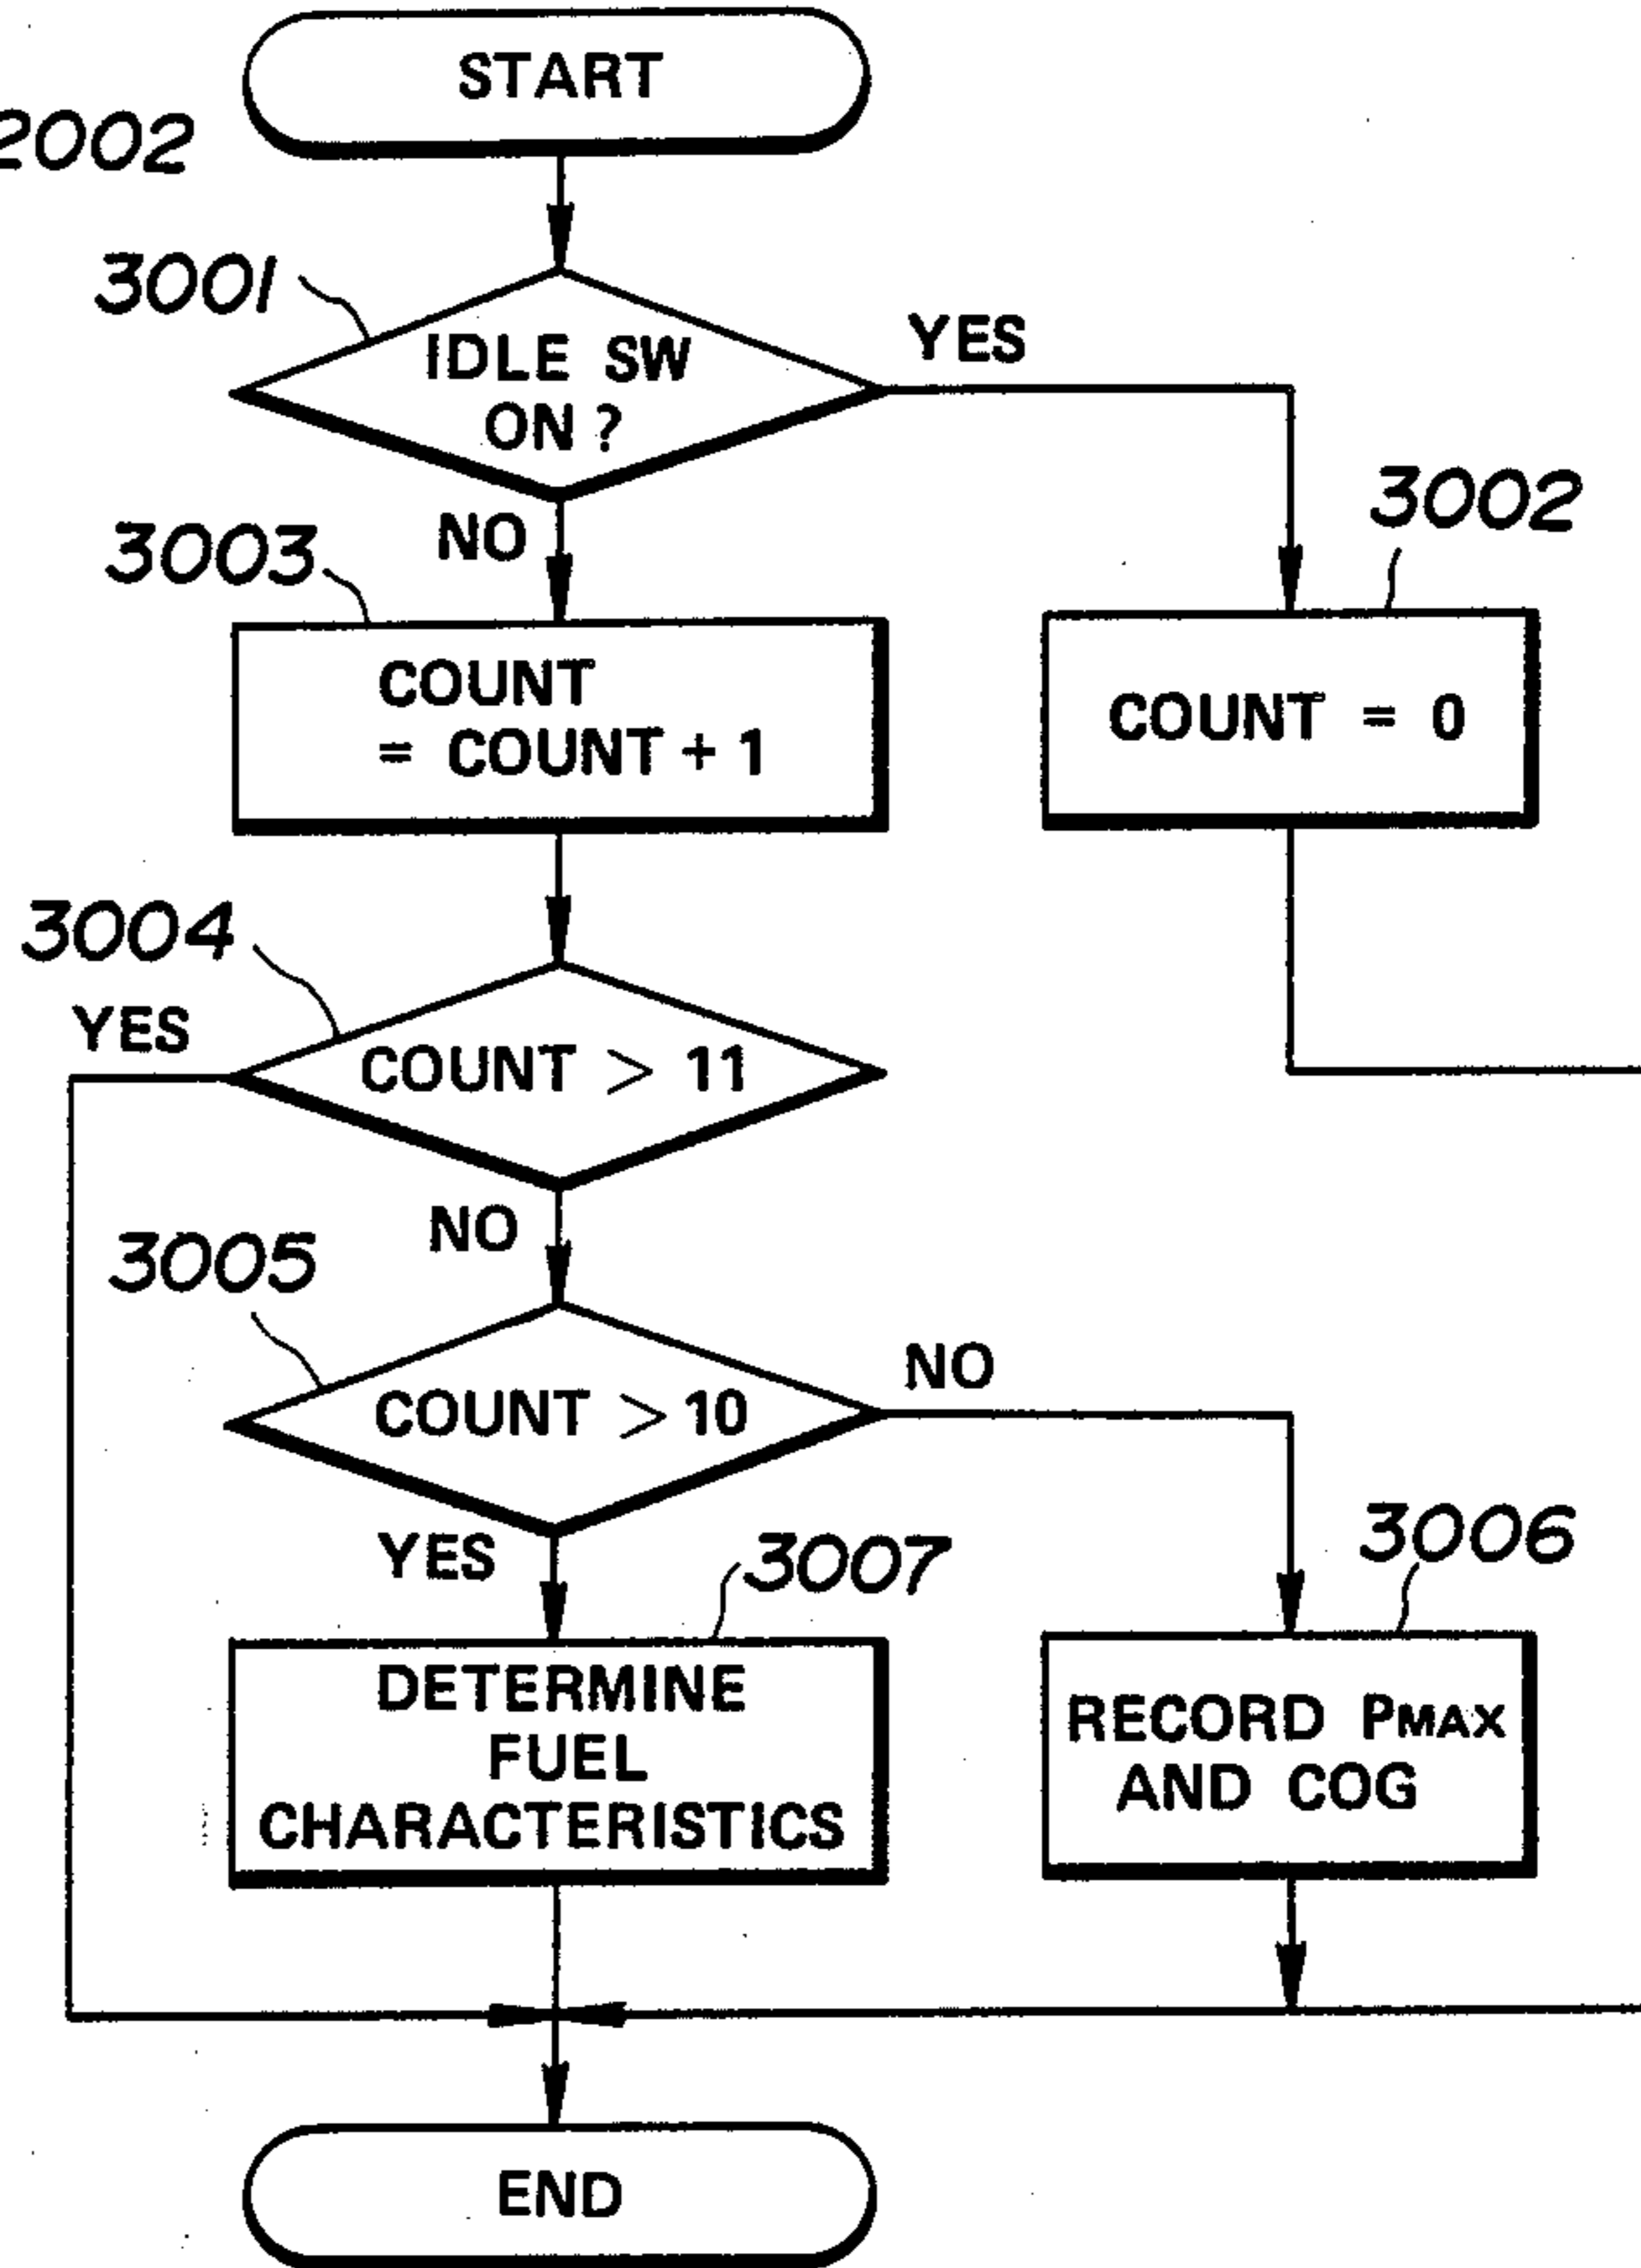 START
2002
3001
IDLE SW
ON ?
YES
NO
3002
3003
COUNT
= COUNT + 1
COUNT = 0
3004
YES
COUNT > 11
NO
3005
COUNT > 10
NO
YES
3007
3006
DETERMINE
FUEL
CHARACTERISTICS
RECORD PMAX
AND COG
END